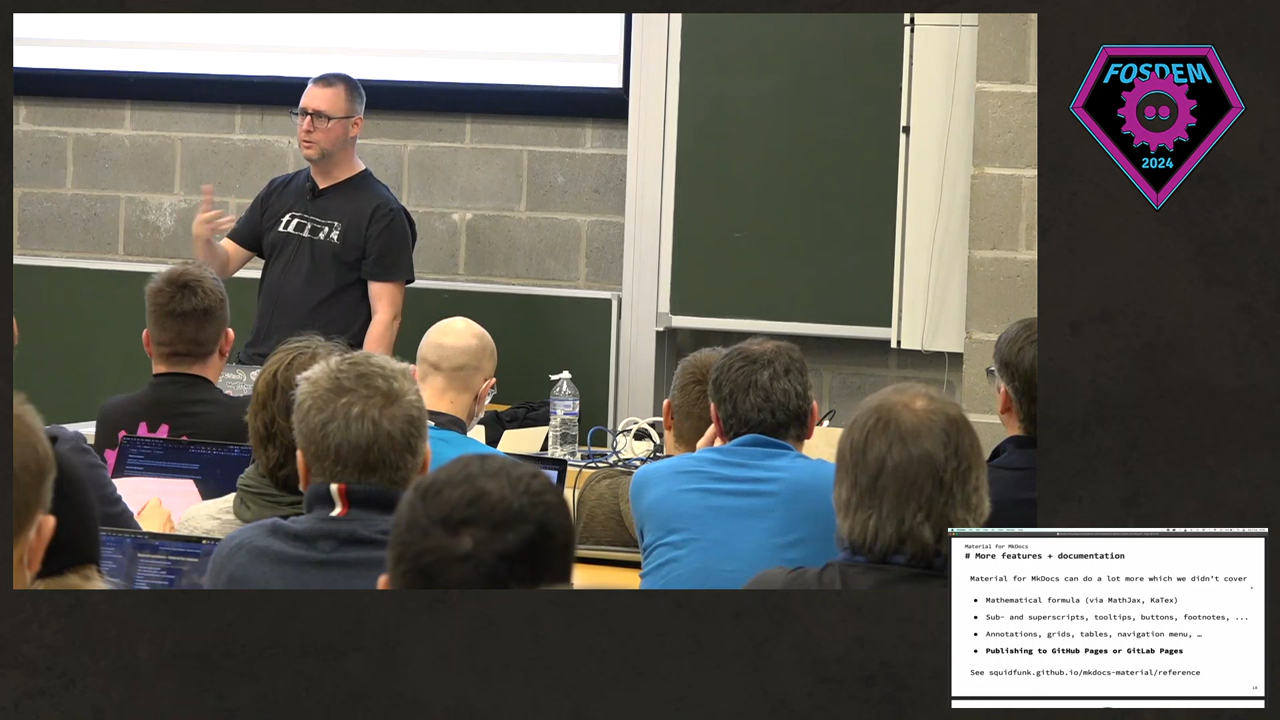 FOSDEM
2024
Material for MkDocs
# More features + documentation
Material for MkDocs can do a lot more which we didn't cover
● Mathematical formula (via MathJax, KaTex)
● Sub- and superscripts, tooltips, buttons, footnotes, ...
● Annotations, grids, tables, navigation menu, …
● Publishing to GitHub Pages or GitLab Pages
See squidfunk.github.io/mkdocs-material/reference
18